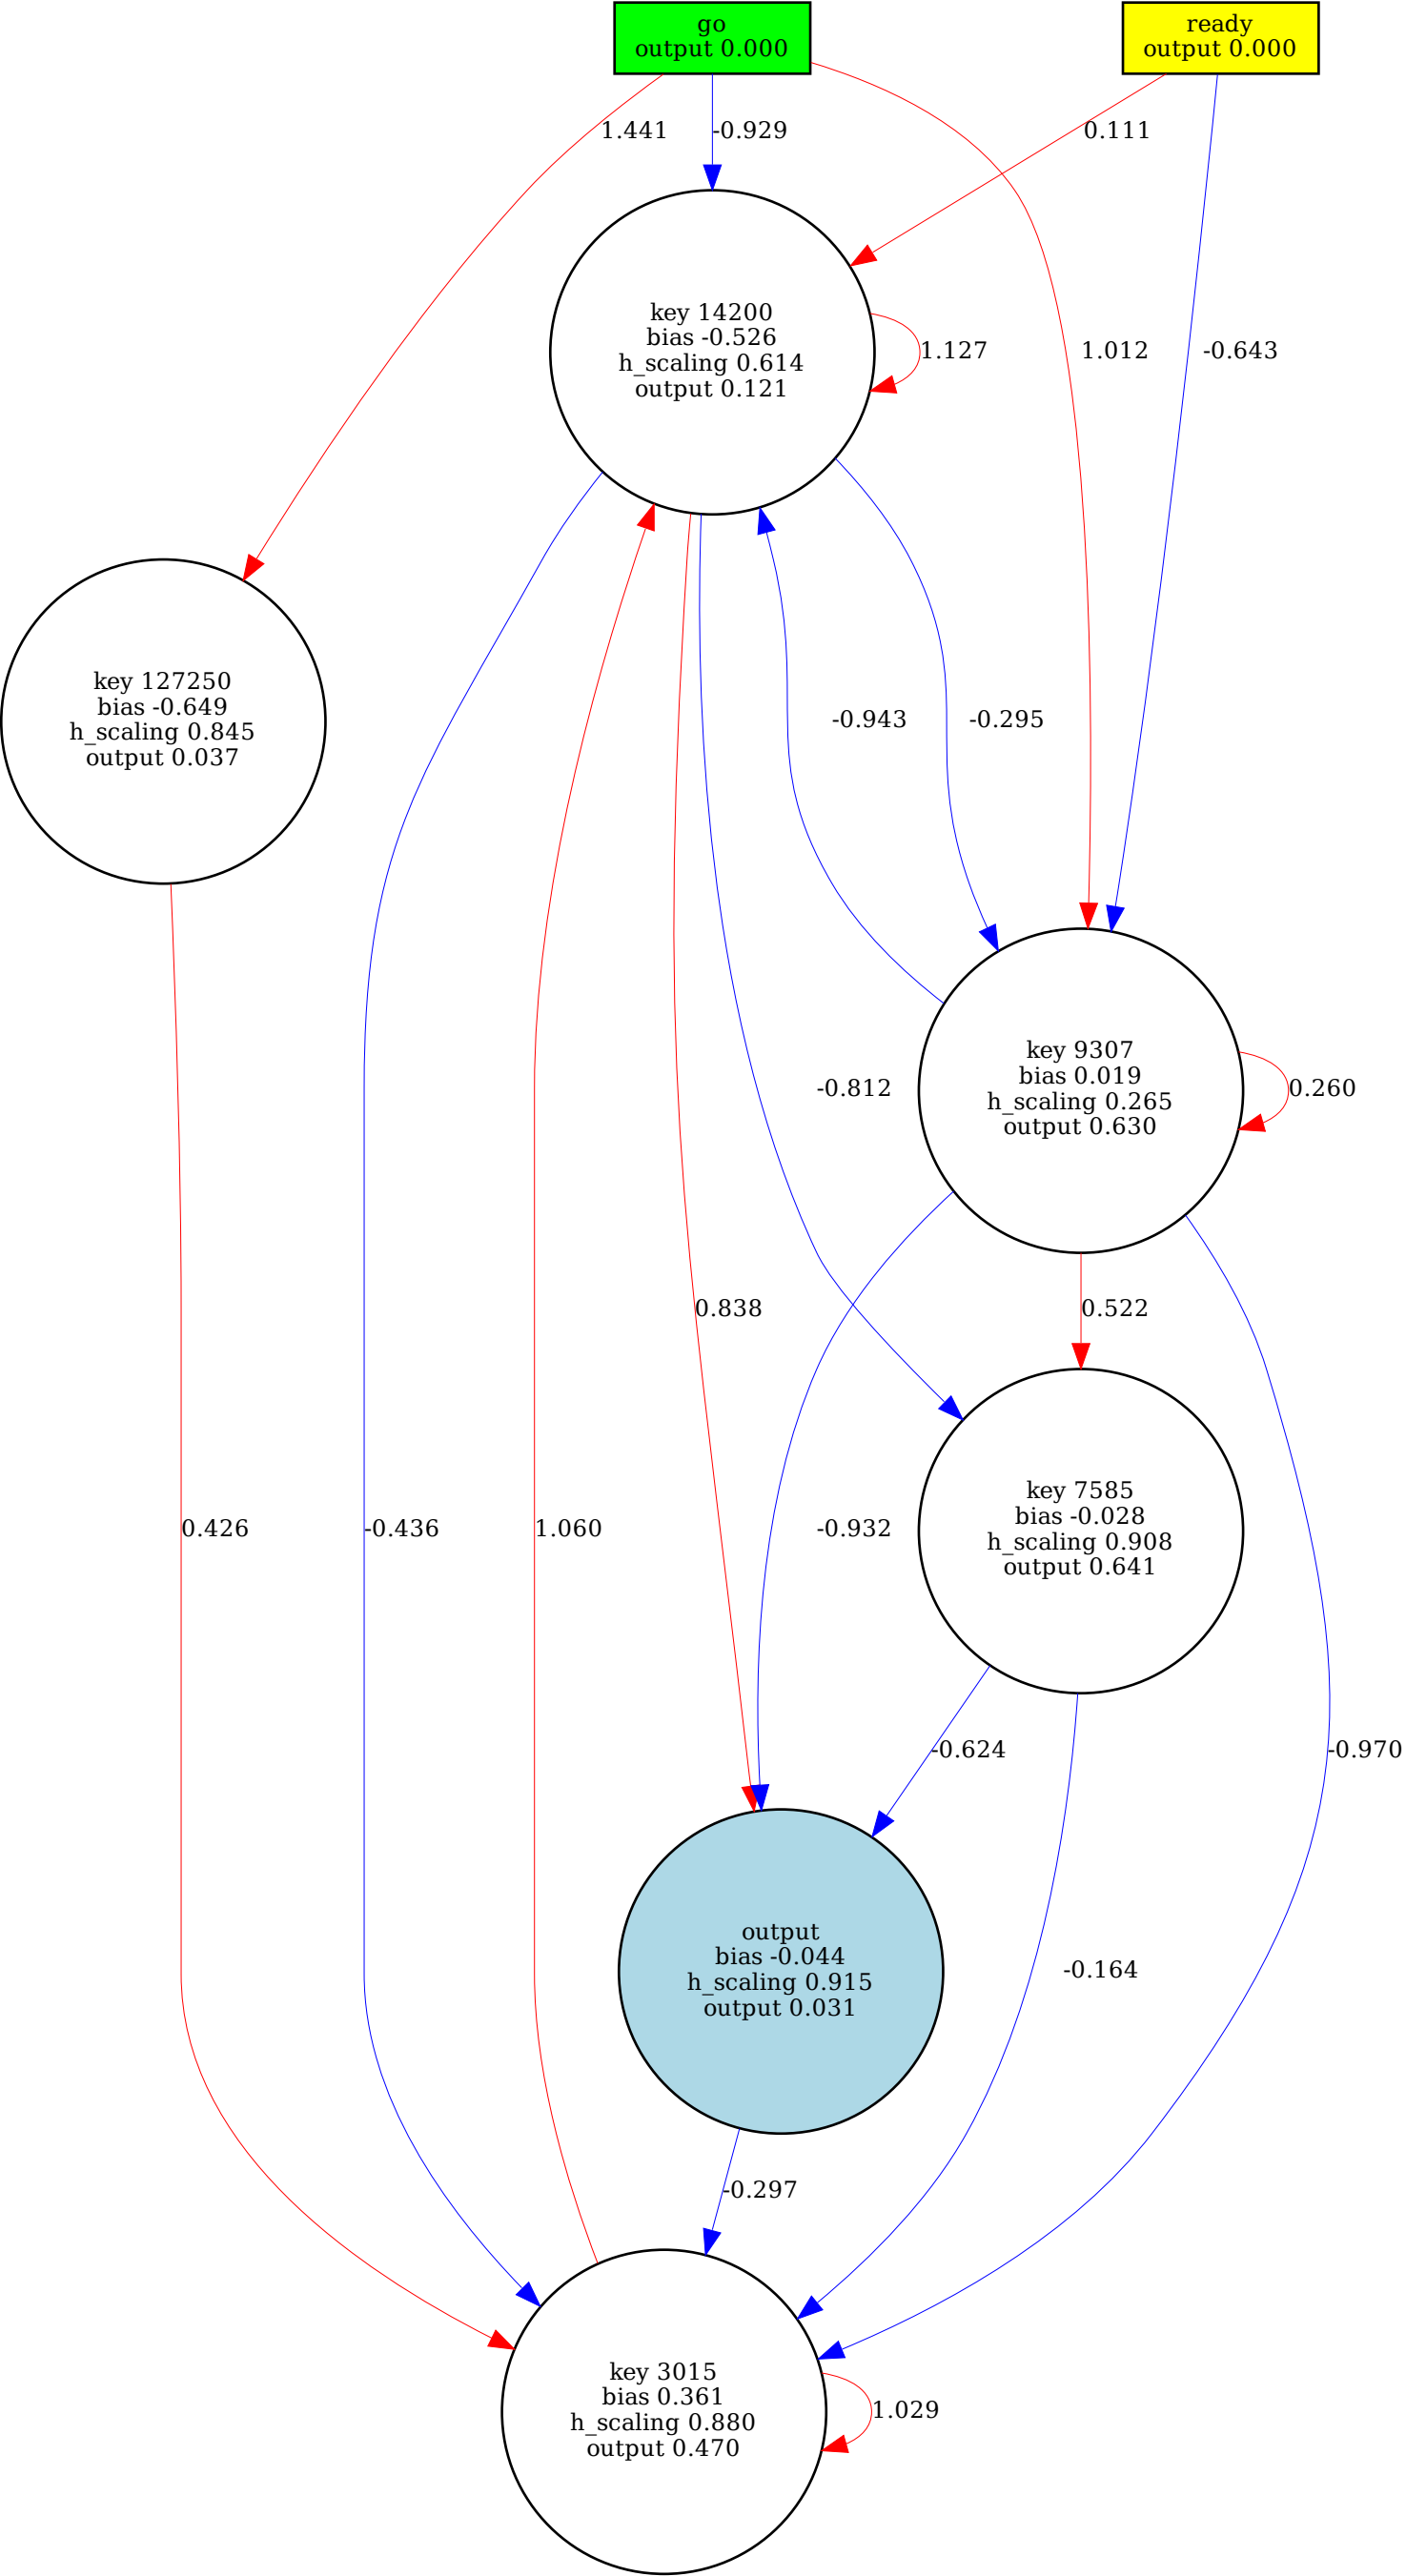 go
output 0.000
ready
output 0.000
1.441
-0.929
0.111
key 14200
bias -0.526
h_scaling 0.614
output 0.121
1.127
1.012
-0.643
key 127250
bias -0.649
h_scaling 0.845
output 0.037
-0.943
-0.295
key 9307
bias 0.019
h_scaling 0.265
output 0.630
-0.812
0.260
0.838
0.522
key 7585
bias -0.028
h_scaling 0.908
output 0.641
0.426
-0.436
1.060
-0.932
-0.624
-0.970
output
bias -0.044
h_scaling 0.915
output 0.031
-0.164
-0.297
key 3015
bias 0.361
h_scaling 0.880
output 0.470
1.029